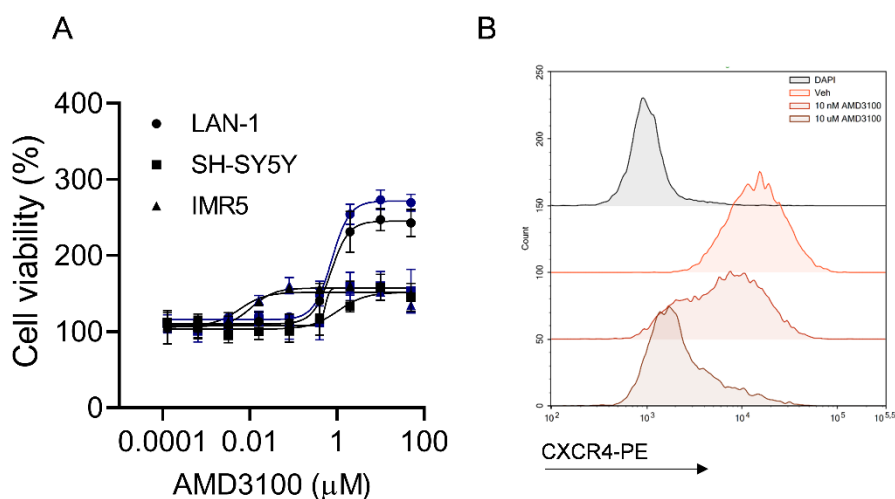 A
Cell viability (%)
400
300
200
100
0
LAN-1
SH-SY5Y
IMR5
0.0001
0.01
1
100
AMD3100 (μM)
B
Count
250
200
150
100
50
0
DAPI
Veh
10 nM AMD3100
10 uM AMD3100
10²
10³
10⁴
10⁵
10⁵,⁵
CXCR4-PE